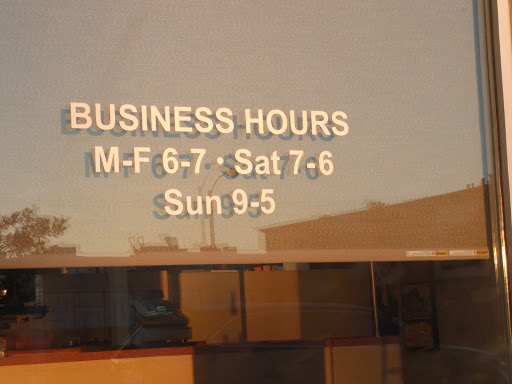 BUSINESS HOURS
M-F 6-7 • Sat 7-6
Sun 9-5